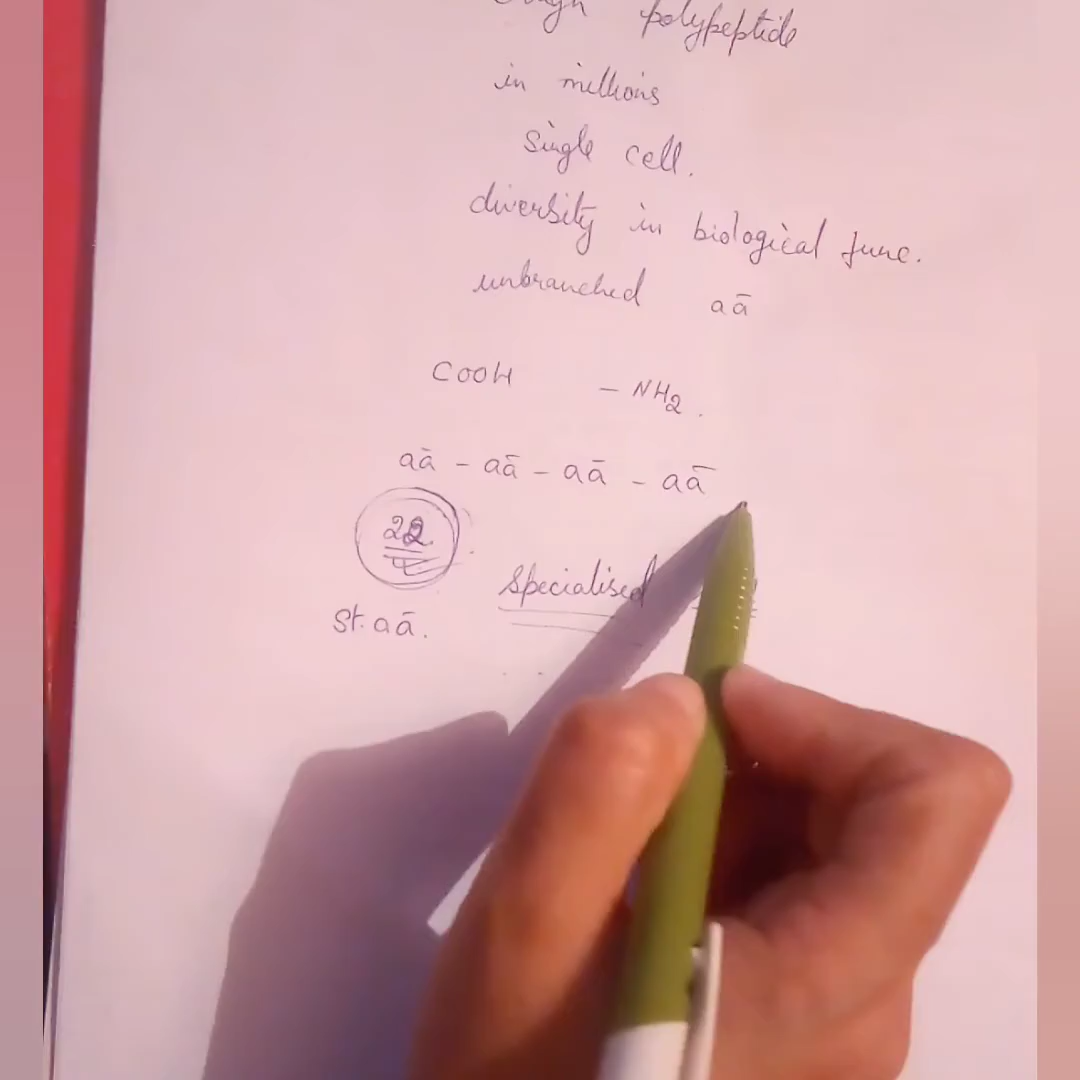 polypeptide
in millions
single cell.
diversity in biological func.
unbranched aā
COOH - NH2.
aā - aā - aā - aā
22
specialised
st. aā.